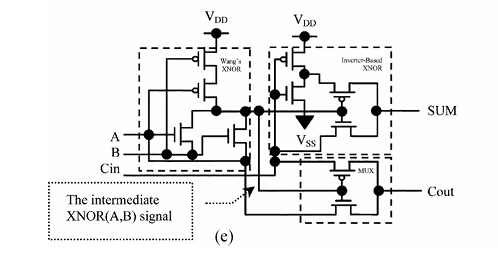 VDD
VDD
Wang's
XNOR
Inverter-Based
XNOR
A
B
Cin
VSS
SUM
MUX
Cout
The intermediate
XNOR(A,B) signal
(e)